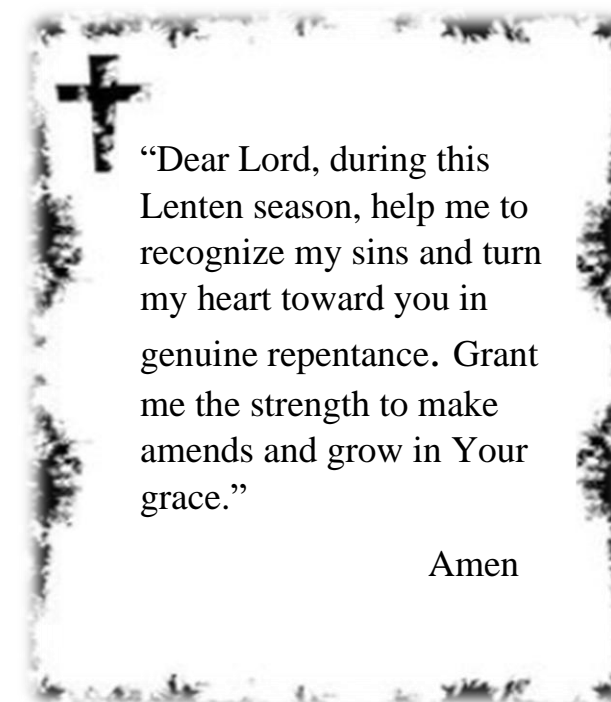 “Dear Lord, during this
Lenten season, help me to
recognize my sins and turn
my heart toward you in
genuine repentance. Grant
me the strength to make
amends and grow in Your
grace.”
Amen